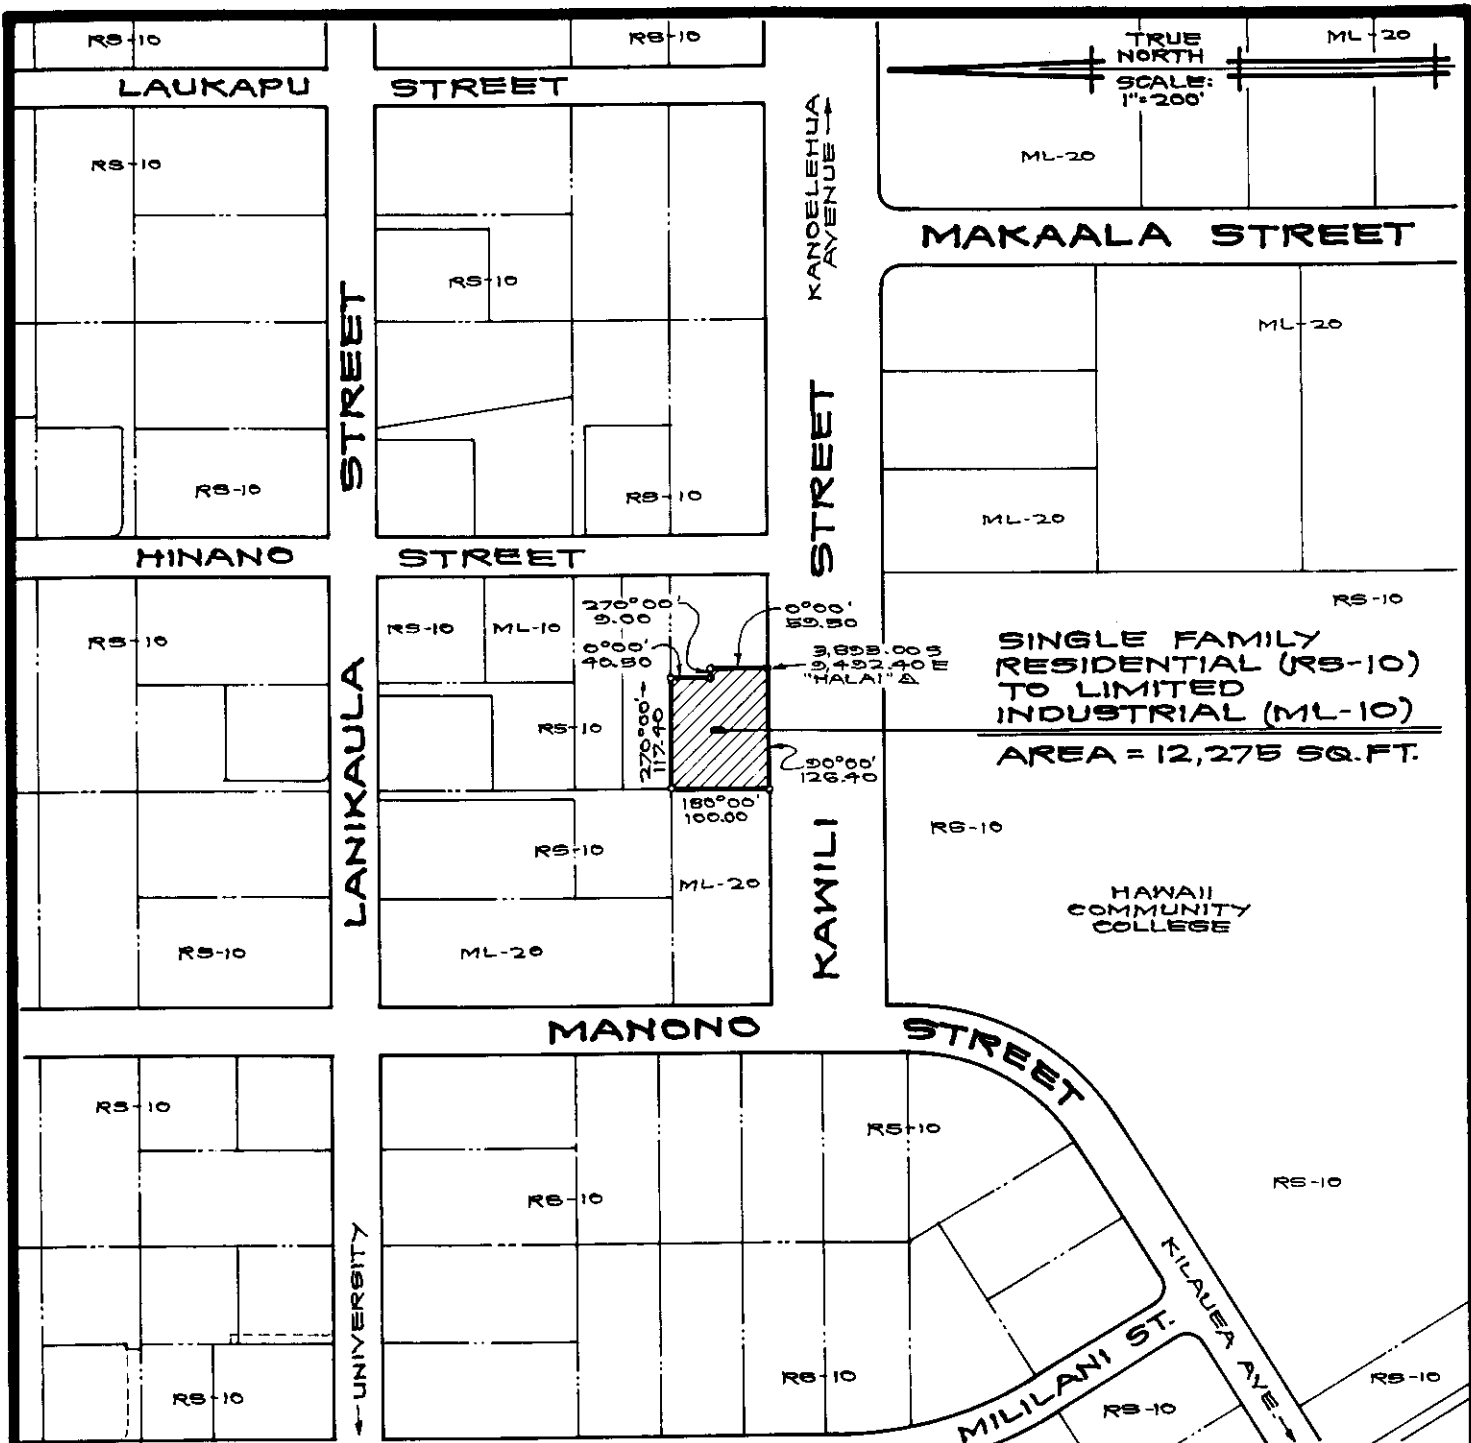 RS-10
RS-10
TRUE
NORTH
SCALE:
1"=200'
ML-20
LAUKAPU STREET
RS-10
KANOELEHUA
AVENUE →
ML-20
MAKAALA STREET
RS-10
ML-20
LANIKAULA STREET
RS-10
RS-10
KAWILI STREET
ML-20
HINANO STREET
RS-10
RS-10
RS-10
ML-10
270°00'
9.00
0°00'
40.50
0°00'
59.50
3,893.00 S
9,492.40 E
"HALAI" △
SINGLE FAMILY
RESIDENTIAL (RS-10)
TO LIMITED
INDUSTRIAL (ML-10)
AREA = 12,275 SQ.FT.
RS-10
270°00' →
117.40
90°00'
126.40
180°00'
100.00
RS-10
RS-10
ML-20
HAWAII
COMMUNITY
COLLEGE
RS-10
ML-20
MANONO STREET
RS-10
RS-10
RS-10
RS-10
← UNIVERSITY
KILAUEA AVE. →
MILILANI ST.
RS-10
RS-10
RS-10
RS-10